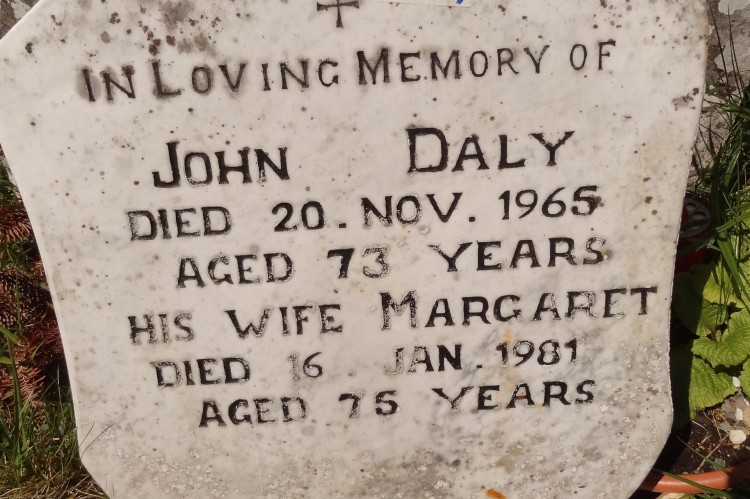 IN LOVING MEMORY OF
JOHN DALY
DIED 20. NOV. 1965
AGED 73 YEARS
HIS WIFE MARGARET
DIED 16. JAN. 1981
AGED 75 YEARS